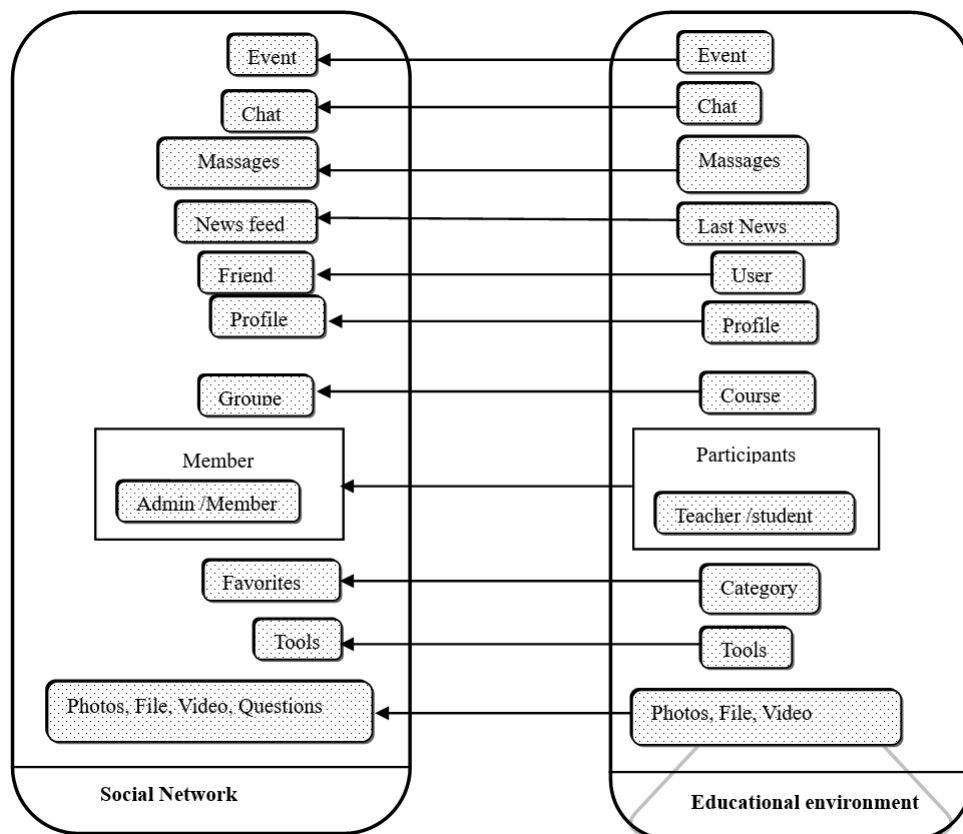 Event
Chat
Massages
News feed
Friend
Profile
Groupe
Member
Admin /Member
Favorites
Tools
Photos, File, Video, Questions
Social Network
Event
Chat
Massages
Last News
User
Profile
Course
Participants
Teacher /student
Category
Tools
Photos, File, Video
Educational environment